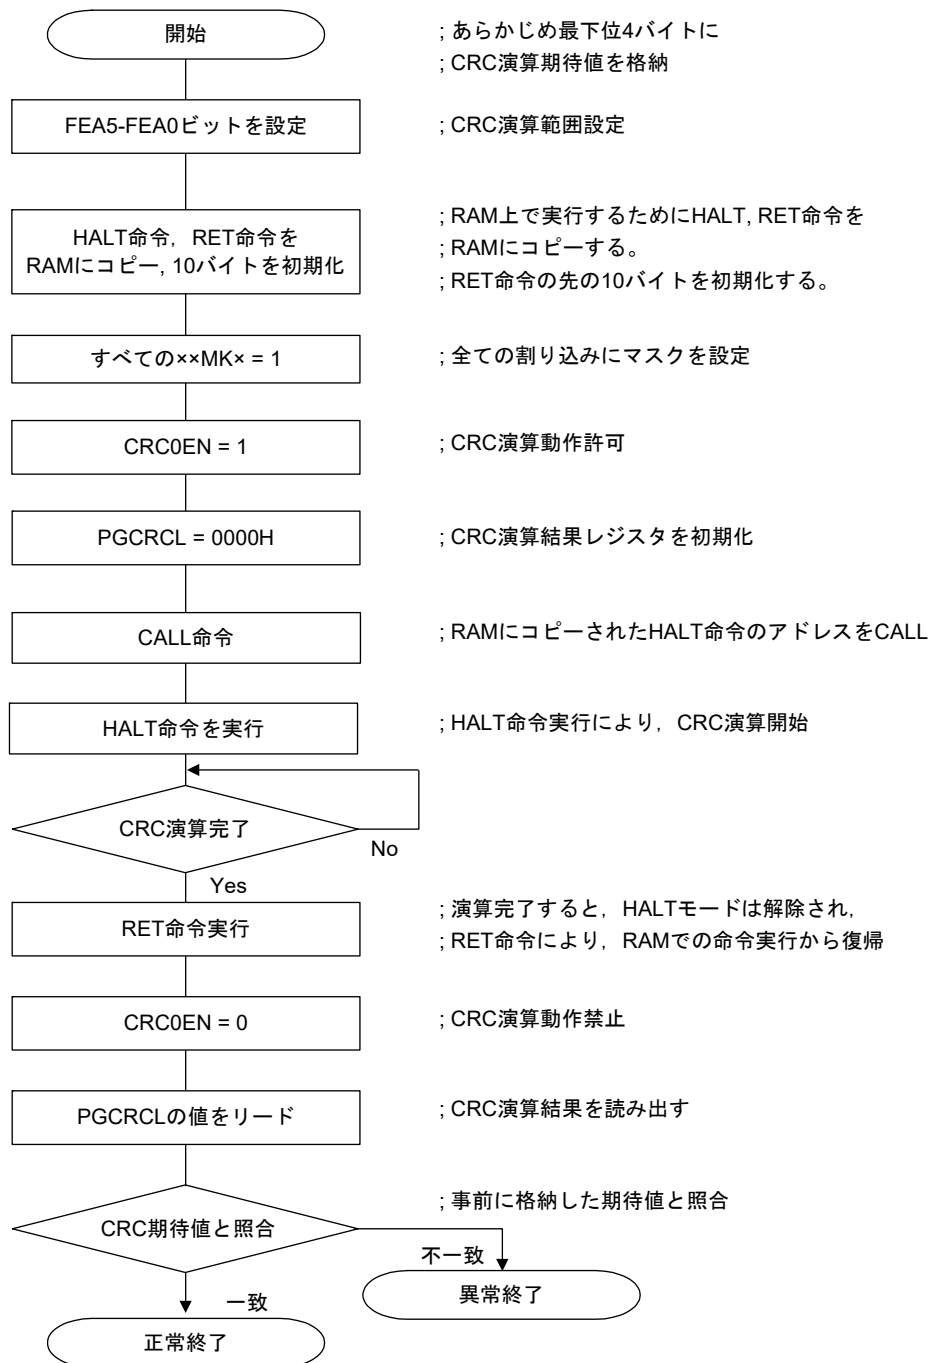 開始
; あらかじめ最下位4バイトに
; CRC演算期待値を格納
FEA5-FEA0ビットを設定
; CRC演算範囲設定
HALT命令，RET命令を
RAMにコピー, 10バイトを初期化
; RAM上で実行するためにHALT, RET命令を
; RAMにコピーする。
; RET命令の先の10バイトを初期化する。
すべての××MK× = 1
; 全ての割り込みにマスクを設定
CRC0EN = 1
; CRC演算動作許可
PGCRCL = 0000H
; CRC演算結果レジスタを初期化
CALL命令
; RAMにコピーされたHALT命令のアドレスをCALL
HALT命令を実行
; HALT命令実行により，CRC演算開始
CRC演算完了
No
Yes
RET命令実行
; 演算完了すると，HALTモードは解除され，
; RET命令により，RAMでの命令実行から復帰
CRC0EN = 0
; CRC演算動作禁止
PGCRCLの値をリード
; CRC演算結果を読み出す
; 事前に格納した期待値と照合
CRC期待値と照合
不一致
異常終了
一致
正常終了